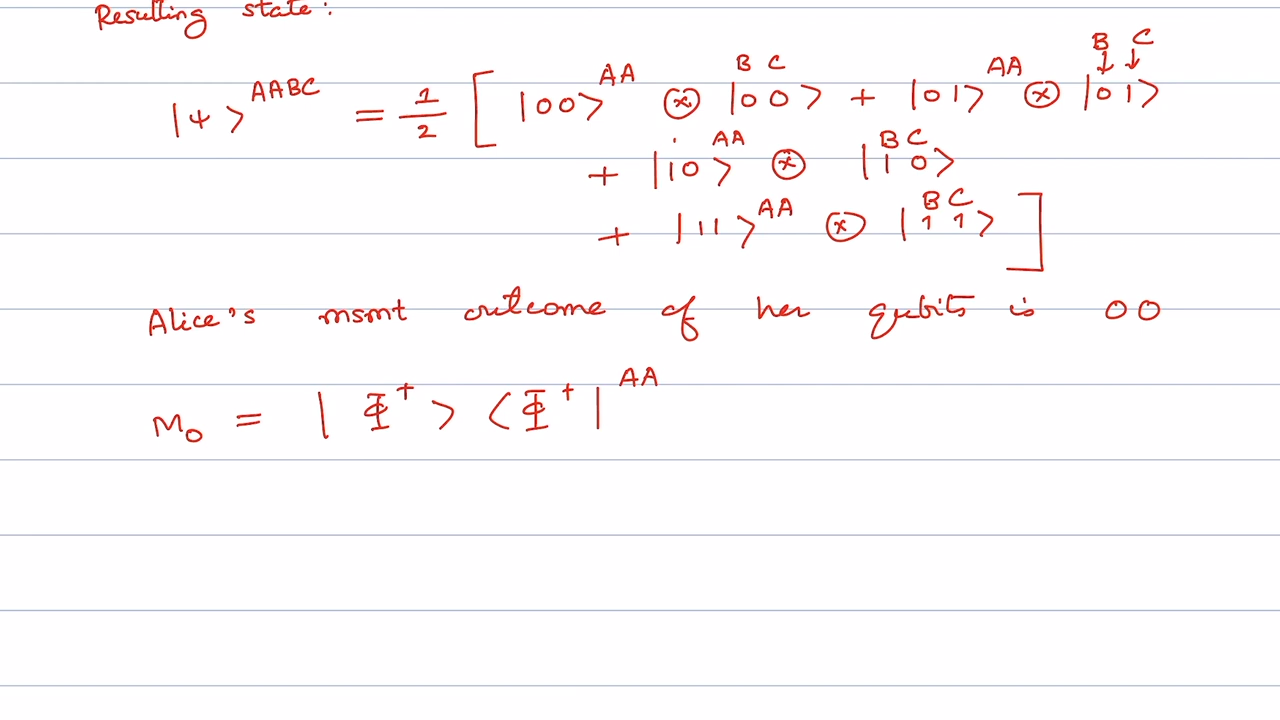 Resulting state:
|ψ>^AABC = 1/2 [ |00>^AA ⊗ |00>^BC + |01>^AA ⊗ |01>^BC
+ |10>^AA ⊗ |10>^BC
+ |11>^AA ⊗ |11>^BC ]
Alice's msmt outcome of her qubits is 00
M₀ = |Φ⁺> <Φ⁺|^AA